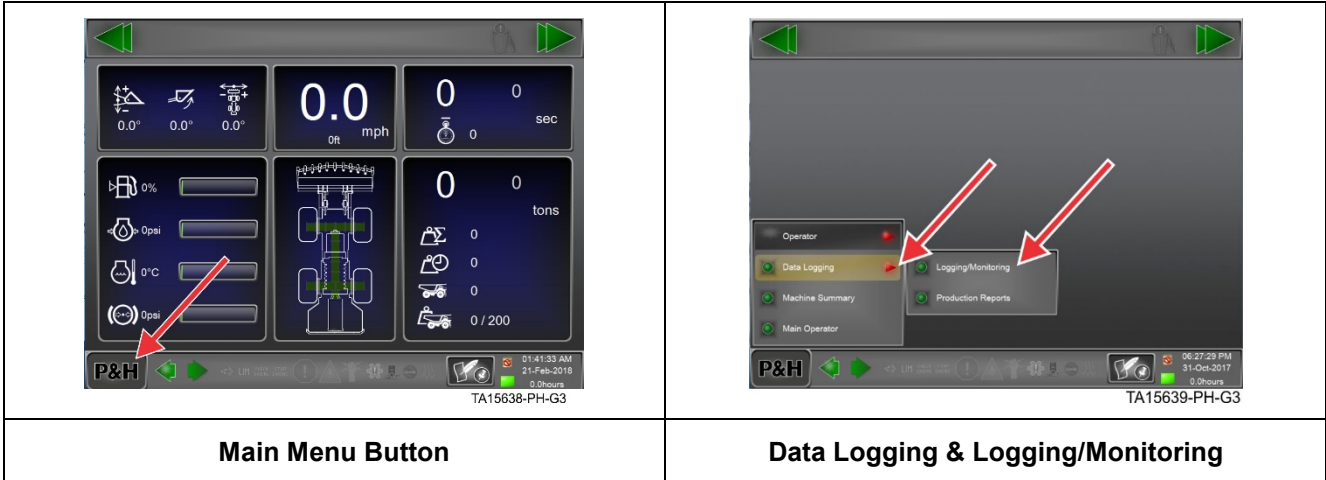 0.0°
0.0°
0.0°
0.0
0ft
mph
0
0
sec
0
0%
0psi
0°C
0psi
0
0
tons
0
0
0
0 / 200
P&H
LIM
01:41:33 AM
21-Feb-2018
0.0hours
TA15638-PH-G3
Main Menu Button
Operator
Data Logging
Logging/Monitoring
Machine Summary
Production Reports
Main Operator
P&H
LIM
06:27:29 PM
31-Oct-2017
0.0hours
TA15639-PH-G3
Data Logging & Logging/Monitoring